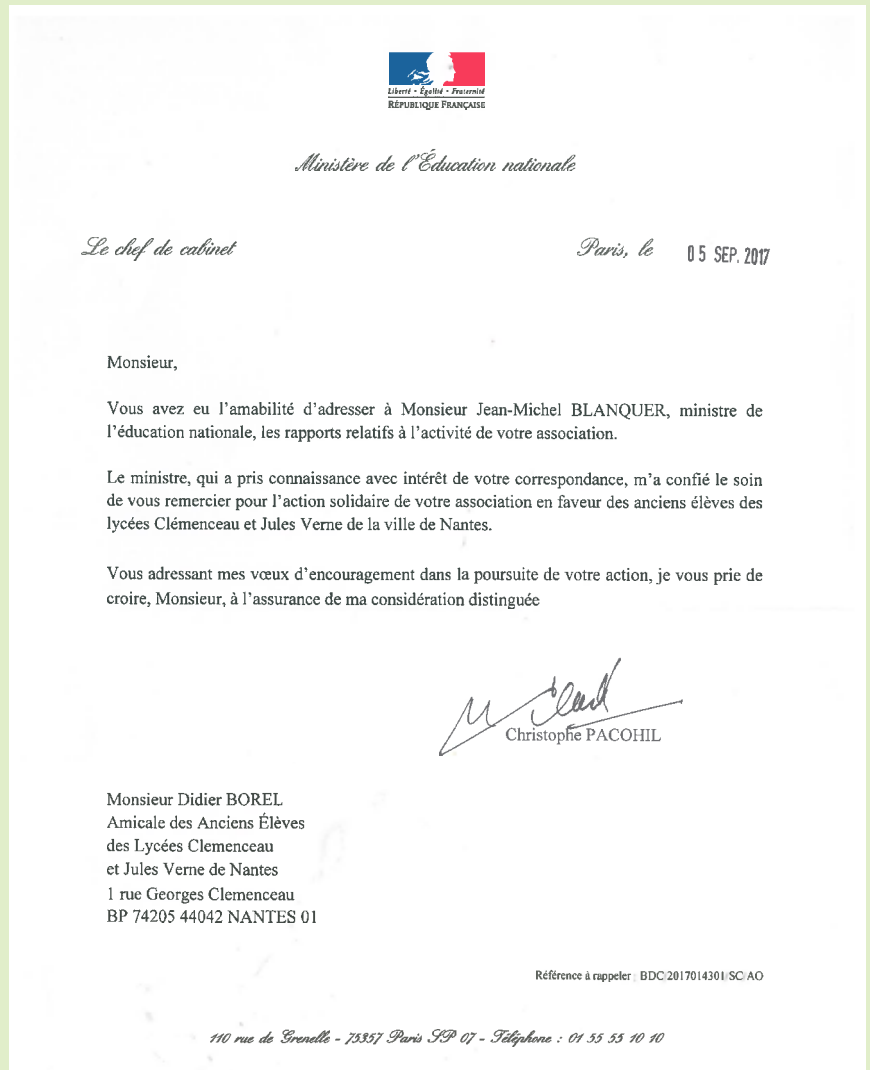 Liberté • Égalité • Fraternité
RÉPUBLIQUE FRANÇAISE
Ministère de l'Éducation nationale
Le chef de cabinet
Paris, le 05 SEP. 2017
Monsieur,
Vous avez eu l'amabilité d'adresser à Monsieur Jean-Michel BLANQUER, ministre de
l'éducation nationale, les rapports relatifs à l'activité de votre association.
Le ministre, qui a pris connaissance avec intérêt de votre correspondance, m'a confié le soin
de vous remercier pour l'action solidaire de votre association en faveur des anciens élèves des
lycées Clémenceau et Jules Verne de la ville de Nantes.
Vous adressant mes vœux d'encouragement dans la poursuite de votre action, je vous prie de
croire, Monsieur, à l'assurance de ma considération distinguée
Christophe PACOHIL
Monsieur Didier BOREL
Amicale des Anciens Élèves
des Lycées Clemenceau
et Jules Verne de Nantes
1 rue Georges Clemenceau
BP 74205 44042 NANTES 01
Référence à rappeler : BDC/2017014301/SC/AO
110 rue de Grenelle - 75357 Paris SP 07 - Téléphone : 01 55 55 10 10